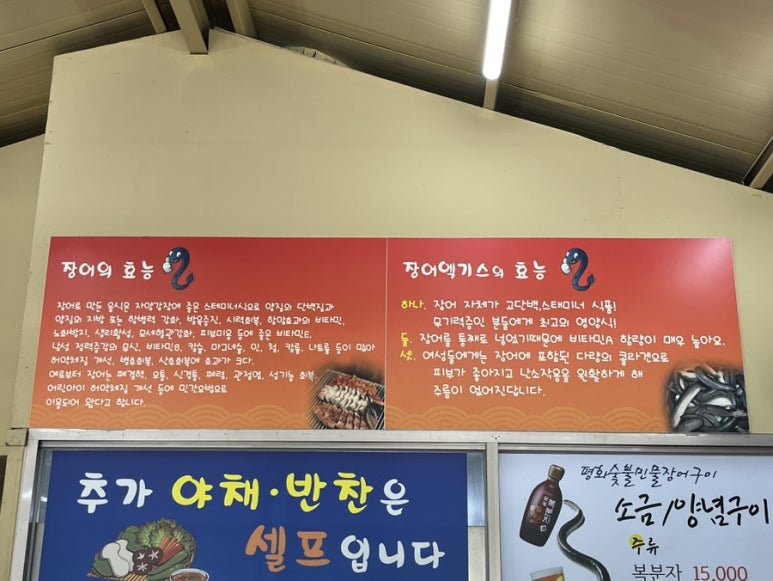 장어의 효능
장어로 만든 음식은 자양강장에 좋은 스테미너식으로 양질의 단백질과
양질의 지방 또는 항병력 강화, 발육증진, 시력회복, 항암효과의 비타민,
노화방지, 생리활성, 모세혈관강화, 피부미용 등에 좋은 비타민E,
남성 정력증강의 음식, 비타민B, 칼슘, 마그네슘, 인, 철, 칼륨, 나트륨 등이 많아
허약체질 개선, 병후회복, 산후회복에 효과가 크다.
예로부터 장어는 폐결핵, 요통, 신경통, 폐렴, 관절염, 성기능 회복,
어린이의 허약체질 개선 등에 민간요법으로
이용되어 왔다고 합니다.
장어엑기스의 효능
하나. 장어 자체가 고단백,스태미너 식품!
무기력증인 분들에게 최고의 영양식!
둘. 장어를 통째로 넣었기때문에 비타민A 함량이 매우 높아요.
셋. 여성들에게는 장어에 포함된 다량의 콜라겐으로
피부가 좋아지고 난소작용을 원활하게 해
주름이 없어진답니다.
추가 야채·반찬은
셀프입니다
평화숯불민물장어구이
소금/양념구이
주류
복분자 15,000